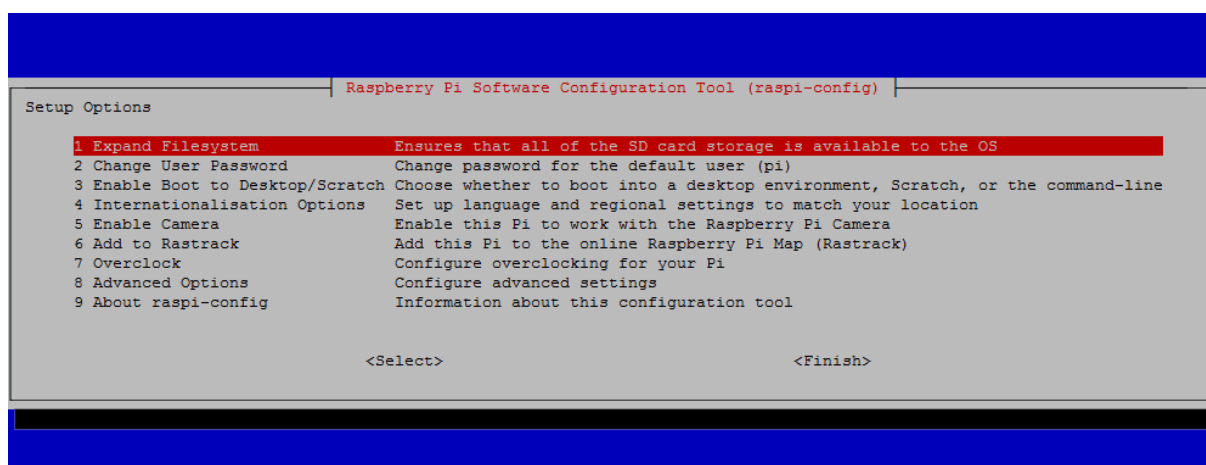 Raspberry Pi Software Configuration Tool (raspi-config)
Setup Options
1 Expand Filesystem Ensures that all of the SD card storage is available to the OS
2 Change User Password Change password for the default user (pi)
3 Enable Boot to Desktop/Scratch Choose whether to boot into a desktop environment, Scratch, or the command-line
4 Internationalisation Options Set up language and regional settings to match your location
5 Enable Camera Enable this Pi to work with the Raspberry Pi Camera
6 Add to Rastrack Add this Pi to the online Raspberry Pi Map (Rastrack)
7 Overclock Configure overclocking for your Pi
8 Advanced Options Configure advanced settings
9 About raspi-config Information about this configuration tool
<Select> <Finish>